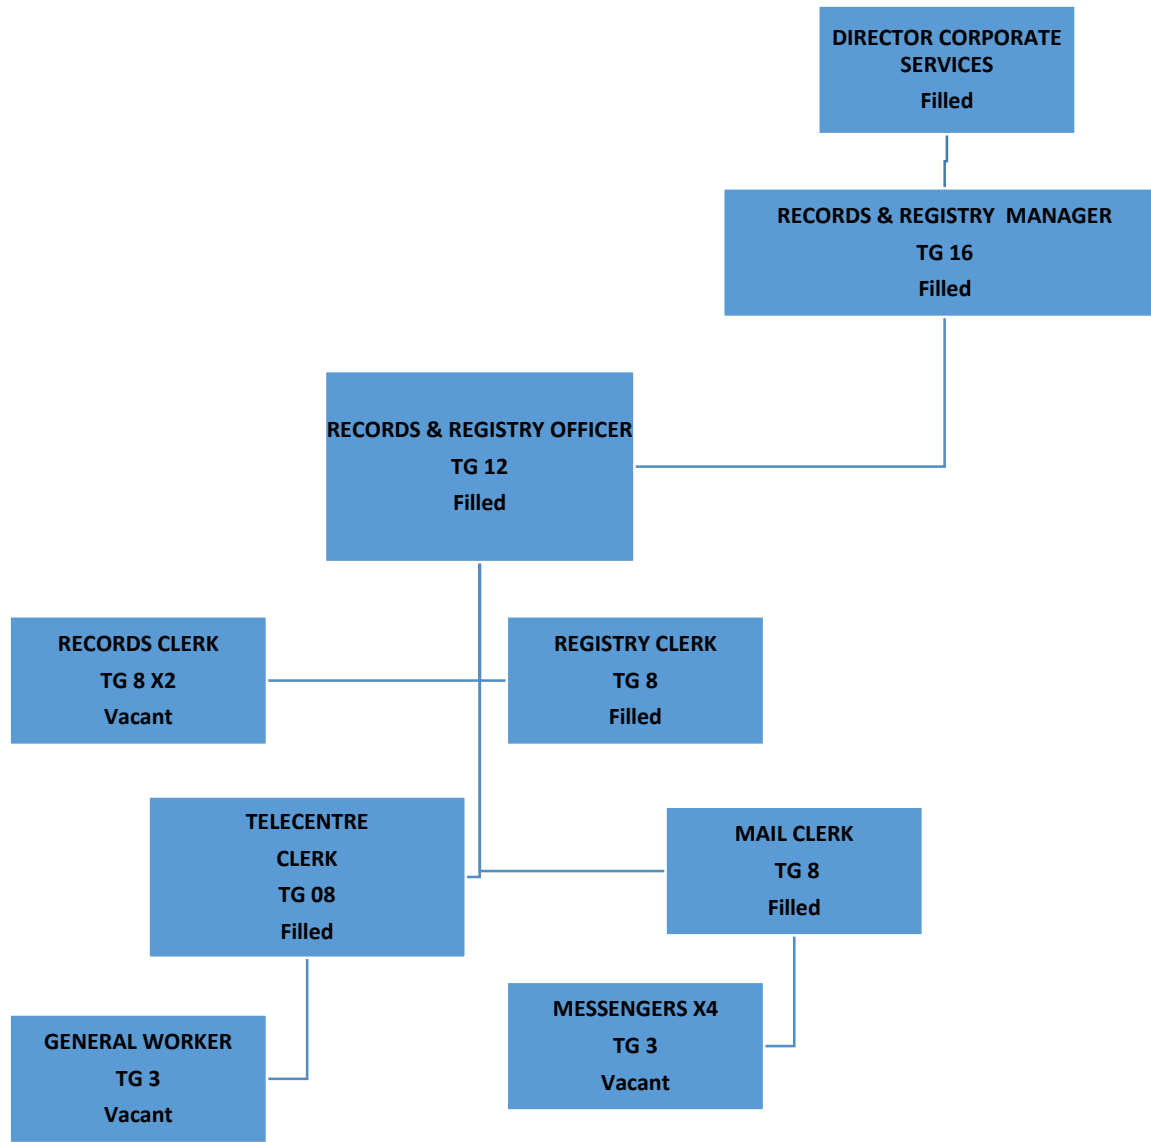 DIRECTOR CORPORATE
SERVICES
Filled
RECORDS & REGISTRY  MANAGER
TG 16
Filled
RECORDS & REGISTRY OFFICER
TG 12
Filled
RECORDS CLERK
TG 8 X2
Vacant
REGISTRY CLERK
TG 8
Filled
TELECENTRE
CLERK
TG 08
Filled
MAIL CLERK
TG 8
Filled
GENERAL WORKER
TG 3
Vacant
MESSENGERS X4
TG 3
Vacant